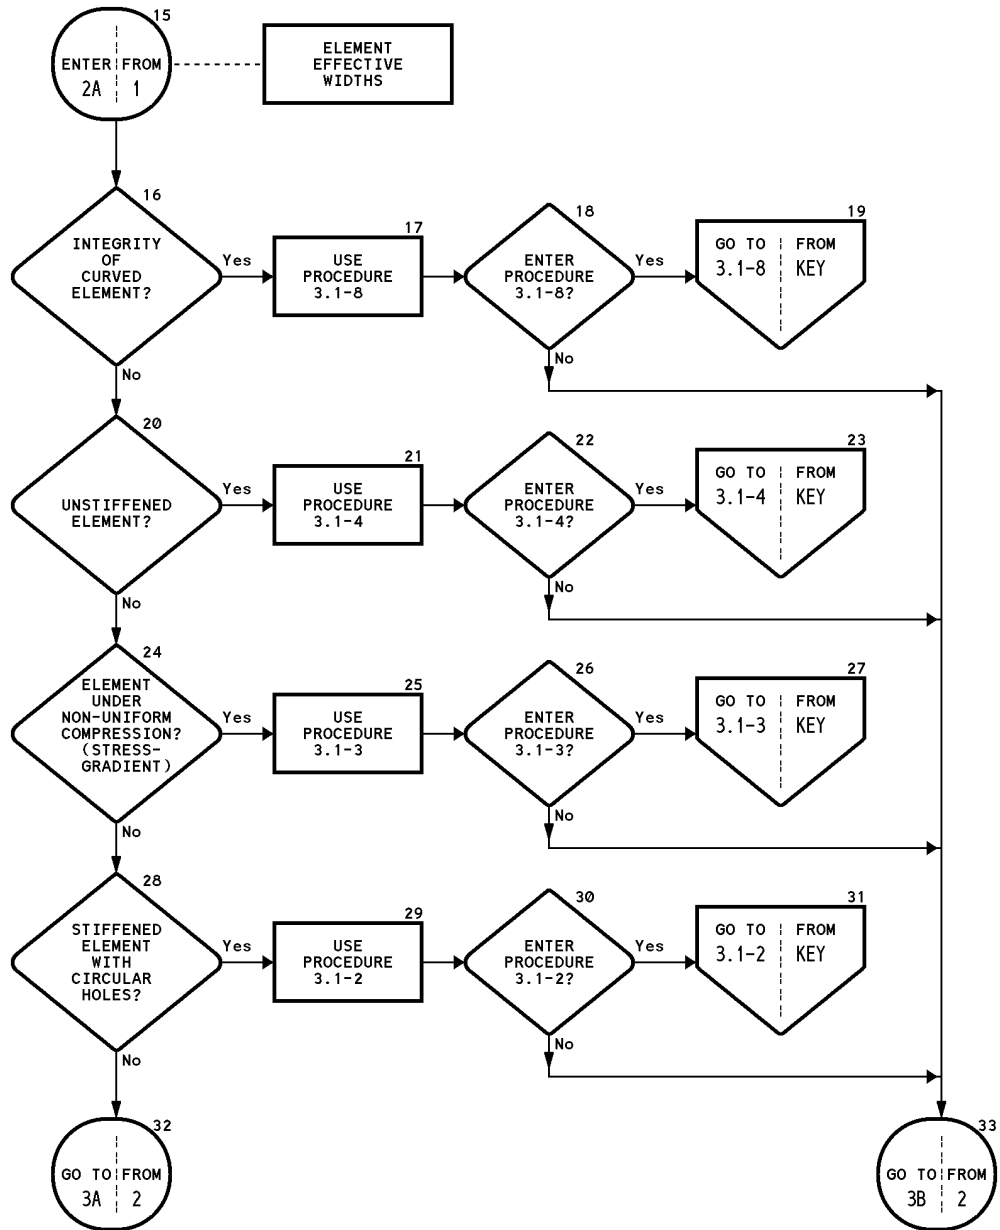 15
ENTER FROM
2A 1
ELEMENT
EFFECTIVE
WIDTHS
16
INTEGRITY
OF
CURVED
ELEMENT?
Yes
No
17
USE
PROCEDURE
3.1-8
18
ENTER
PROCEDURE
3.1-8?
Yes
No
19
GO TO FROM
3.1-8 KEY
20
UNSTIFFENED
ELEMENT?
Yes
No
21
USE
PROCEDURE
3.1-4
22
ENTER
PROCEDURE
3.1-4?
Yes
No
23
GO TO FROM
3.1-4 KEY
24
ELEMENT
UNDER
NON-UNIFORM
COMPRESSION?
(STRESS-
GRADIENT)
Yes
No
25
USE
PROCEDURE
3.1-3
26
ENTER
PROCEDURE
3.1-3?
Yes
No
27
GO TO FROM
3.1-3 KEY
28
STIFFENED
ELEMENT
WITH
CIRCULAR
HOLES?
Yes
No
29
USE
PROCEDURE
3.1-2
30
ENTER
PROCEDURE
3.1-2?
Yes
No
31
GO TO FROM
3.1-2 KEY
32
GO TO FROM
3A 2
33
GO TO FROM
3B 2